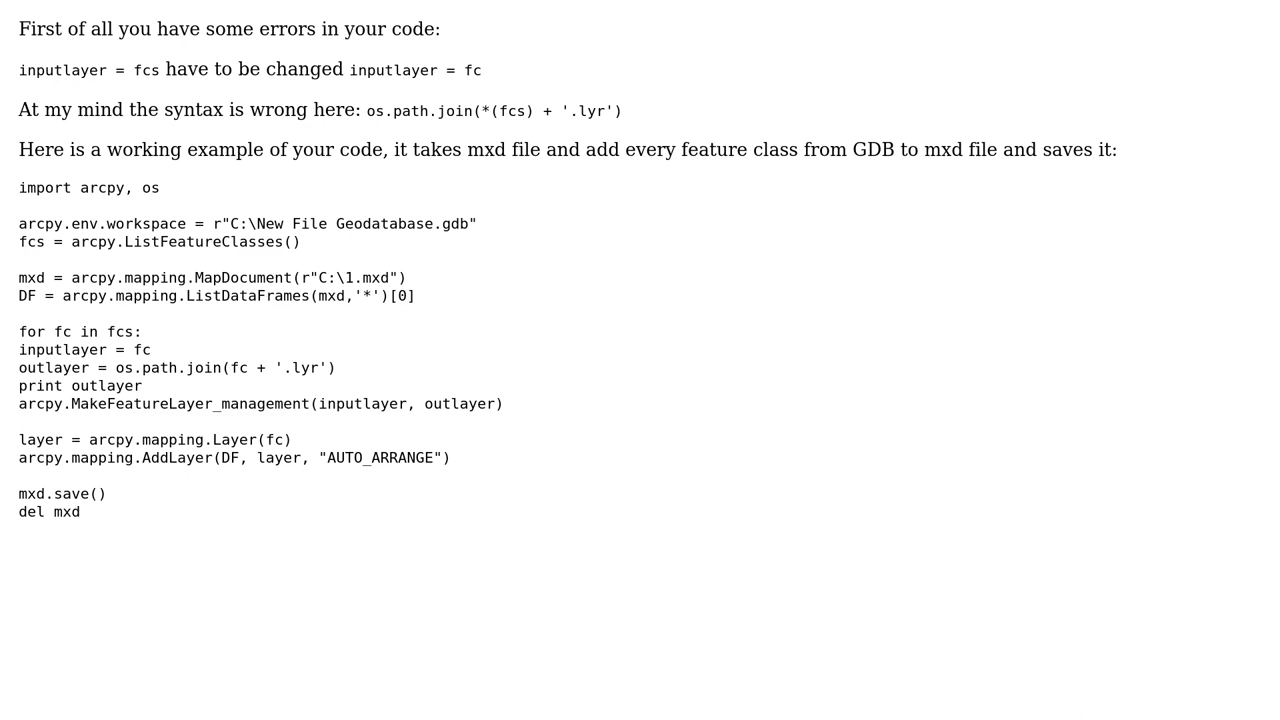 First of all you have some errors in your code:
inputlayer = fcs have to be changed inputlayer = fc
At my mind the syntax is wrong here: os.path.join(*(fcs) + '.lyr')
Here is a working example of your code, it takes mxd file and add every feature class from GDB to mxd file and saves it:
import arcpy, os
arcpy.env.workspace = r"C:\New File Geodatabase.gdb"
fcs = arcpy.ListFeatureClasses()
mxd = arcpy.mapping.MapDocument(r"C:\1.mxd")
DF = arcpy.mapping.ListDataFrames(mxd,'*')[0]
for fc in fcs:
inputlayer = fc
outlayer = os.path.join(fc + '.lyr')
print outlayer
arcpy.MakeFeatureLayer_management(inputlayer, outlayer)
layer = arcpy.mapping.Layer(fc)
arcpy.mapping.AddLayer(DF, layer, "AUTO_ARRANGE")
mxd.save()
del mxd